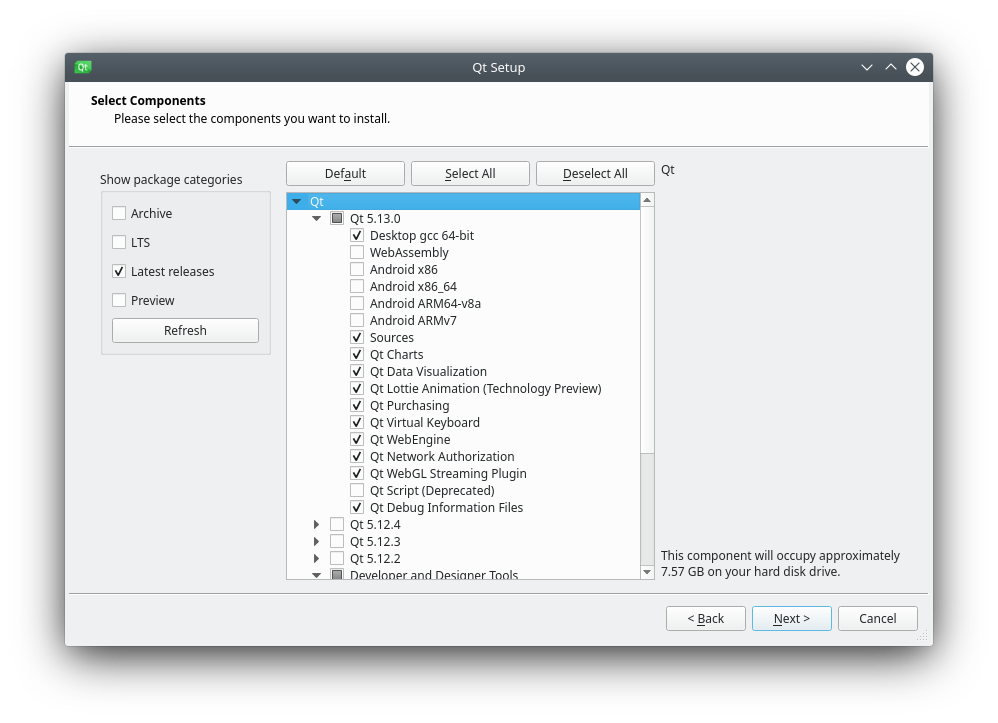 Qt
Qt Setup
Select Components
Please select the components you want to install.
Show package categories
Archive
LTS
Latest releases
Preview
Refresh
Default
Select All
Deselect All
Qt
Qt 5.13.0
Desktop gcc 64-bit
WebAssembly
Android x86
Android x86_64
Android ARM64-v8a
Android ARMv7
Sources
Qt Charts
Qt Data Visualization
Qt Lottie Animation (Technology Preview)
Qt Purchasing
Qt Virtual Keyboard
Qt WebEngine
Qt Network Authorization
Qt WebGL Streaming Plugin
Qt Script (Deprecated)
Qt Debug Information Files
Qt 5.12.4
Qt 5.12.3
Qt 5.12.2
Developer and Designer Tools
Qt
This component will occupy approximately
7.57 GB on your hard disk drive.
< Back
Next >
Cancel